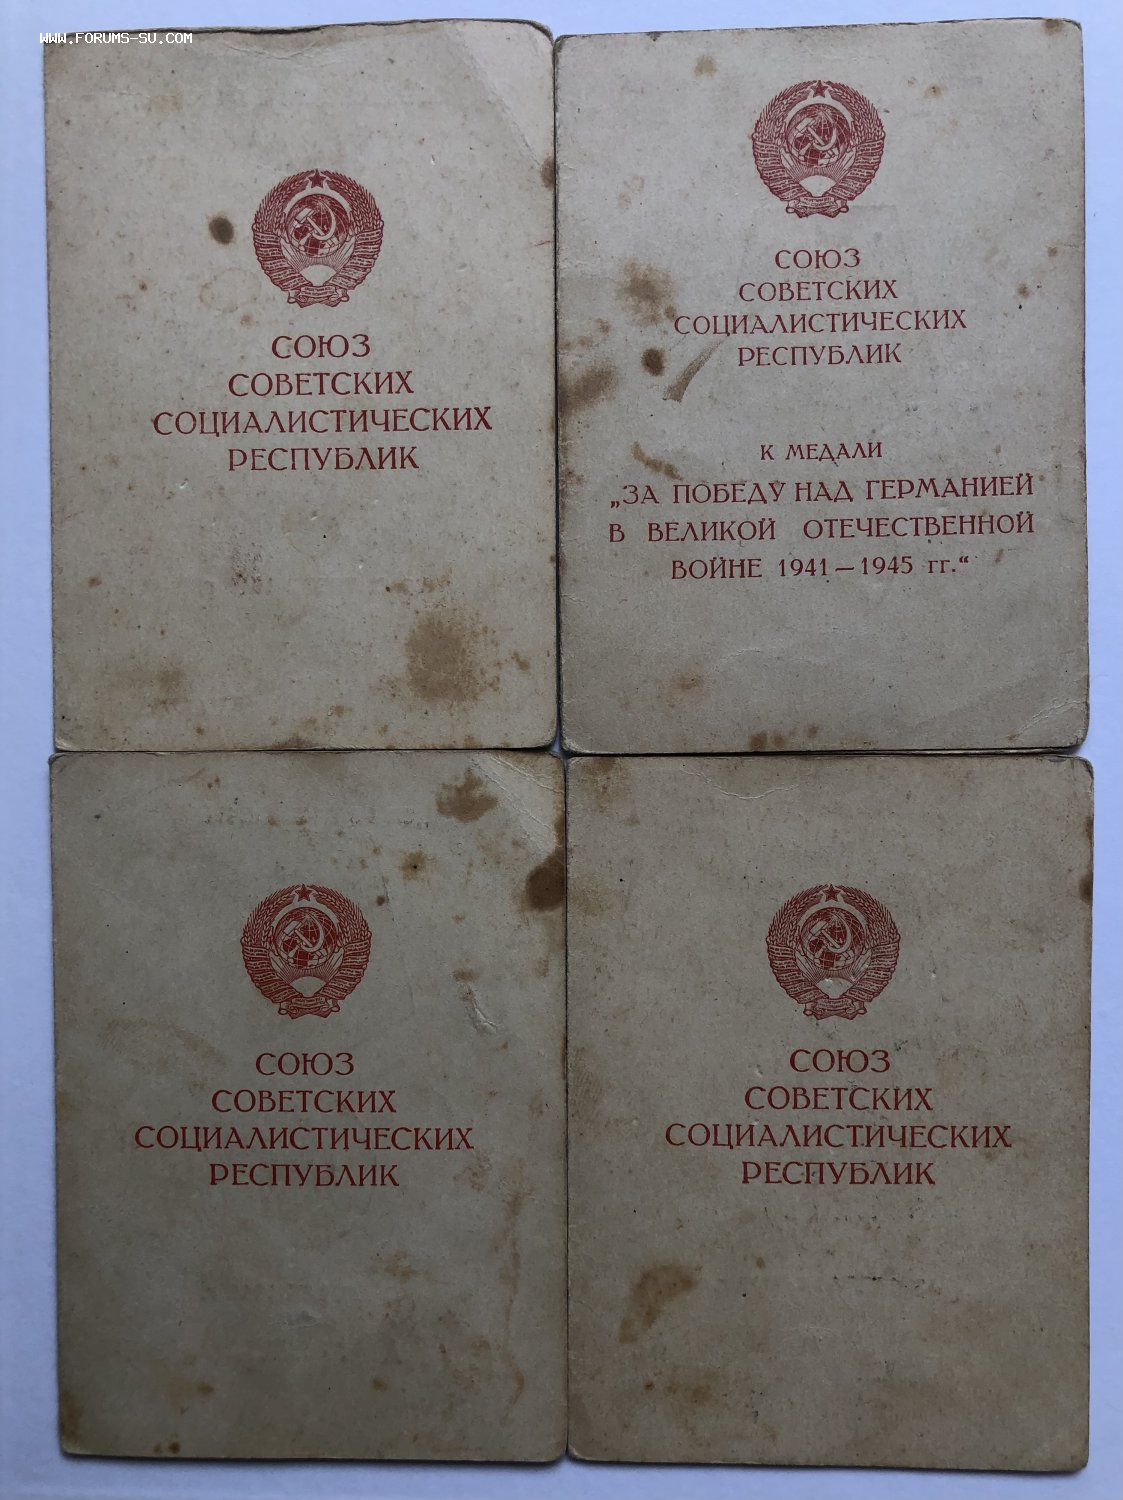 WWW.FORUMS-SU.COM
СОЮЗ
СОВЕТСКИХ
СОЦИАЛИСТИЧЕСКИХ
РЕСПУБЛИК
СОЮЗ
СОВЕТСКИХ
СОЦИАЛИСТИЧЕСКИХ
РЕСПУБЛИК
К МЕДАЛИ
„ЗА ПОБЕДУ НАД ГЕРМАНИЕЙ
В ВЕЛИКОЙ ОТЕЧЕСТВЕННОЙ
ВОЙНЕ 1941—1945 гг.“
СОЮЗ
СОВЕТСКИХ
СОЦИАЛИСТИЧЕСКИХ
РЕСПУБЛИК
СОЮЗ
СОВЕТСКИХ
СОЦИАЛИСТИЧЕСКИХ
РЕСПУБЛИК